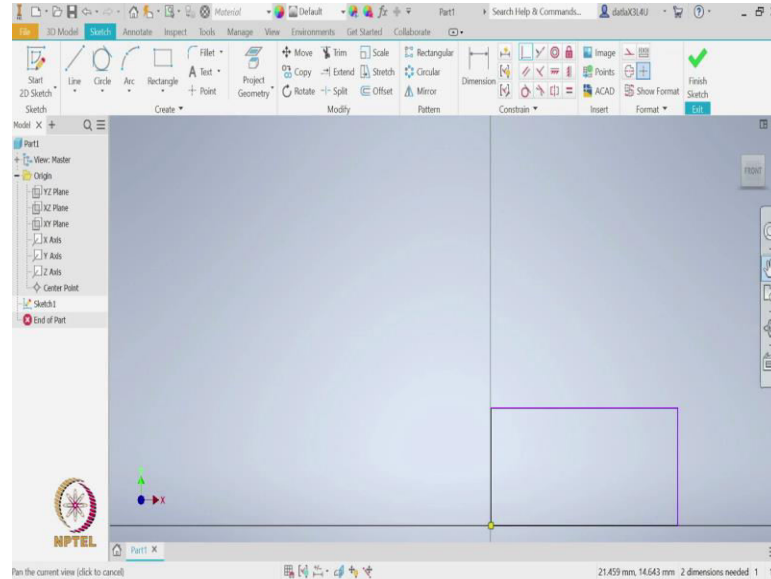 Material
Default
Part1
Search Help & Commands...
datlaX3L4U
File
3D Model
Sketch
Annotate
Inspect
Tools
Manage
View
Environments
Get Started
Collaborate
Start
2D Sketch
Line
Circle
Arc
Rectangle
Fillet
Text
Point
Project
Geometry
Move
Trim
Scale
Copy
Extend
Stretch
Rotate
Split
Offset
Rectangular
Circular
Mirror
Dimension
Image
Points
ACAD
Show Format
Finish
Sketch
Sketch
Create
Modify
Pattern
Constrain
Insert
Format
Exit
Model
Part1
View: Master
Origin
YZ Plane
XZ Plane
XY Plane
X Axis
Y Axis
Z Axis
Center Point
Sketch1
End of Part
FRONT
X
NPTEL
Part1
Pan the current view (click to cancel)
21.459 mm, 14.643 mm 2 dimensions needed 1